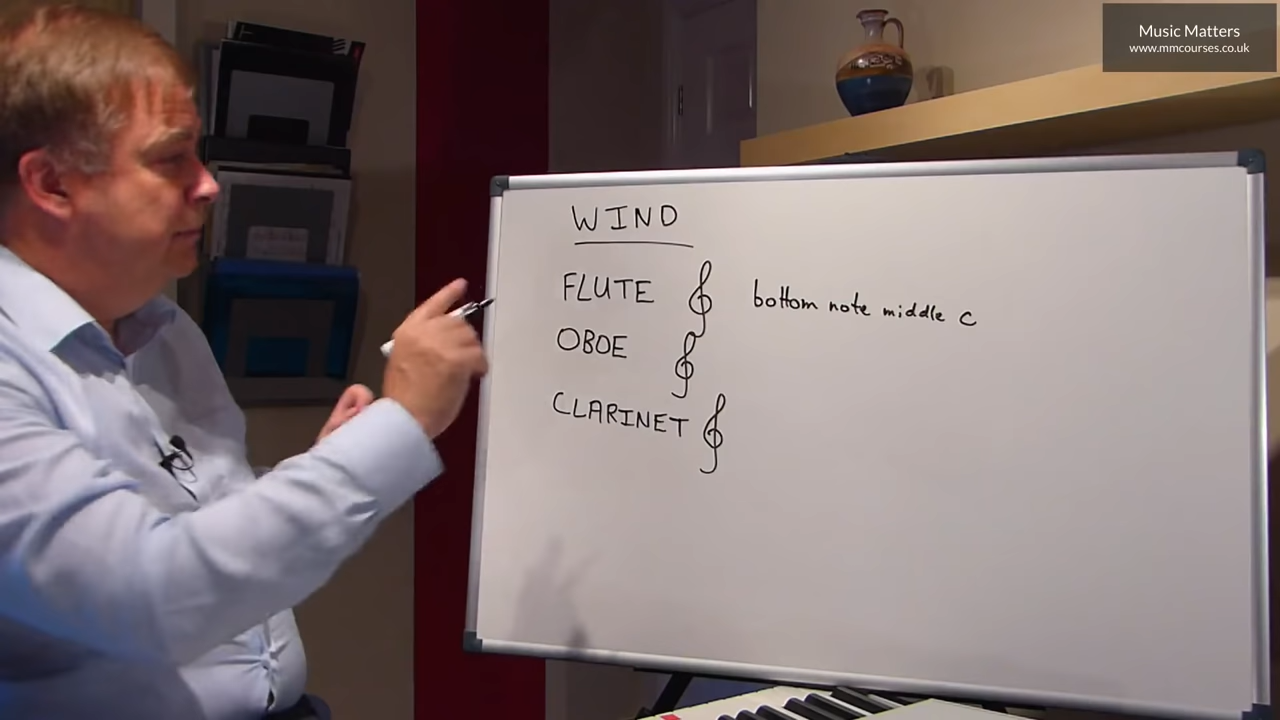 Music Matters
www.mmcourses.co.uk
WIND
FLUTE 𝄞 bottom note middle C
OBOE 𝄞
CLARINET 𝄞